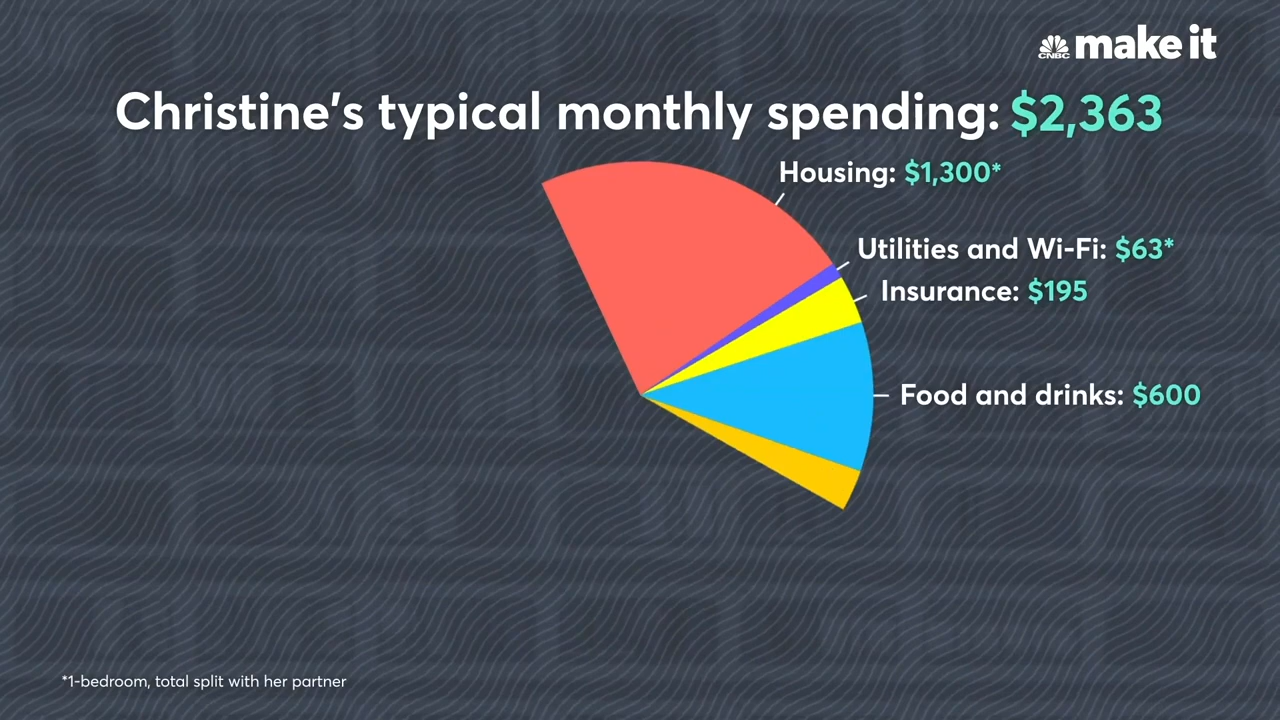 CNBC make it
Christine's typical monthly spending: $2,363
Housing: $1,300*
Utilities and Wi-Fi: $63*
Insurance: $195
Food and drinks: $600
*1-bedroom, total split with her partner